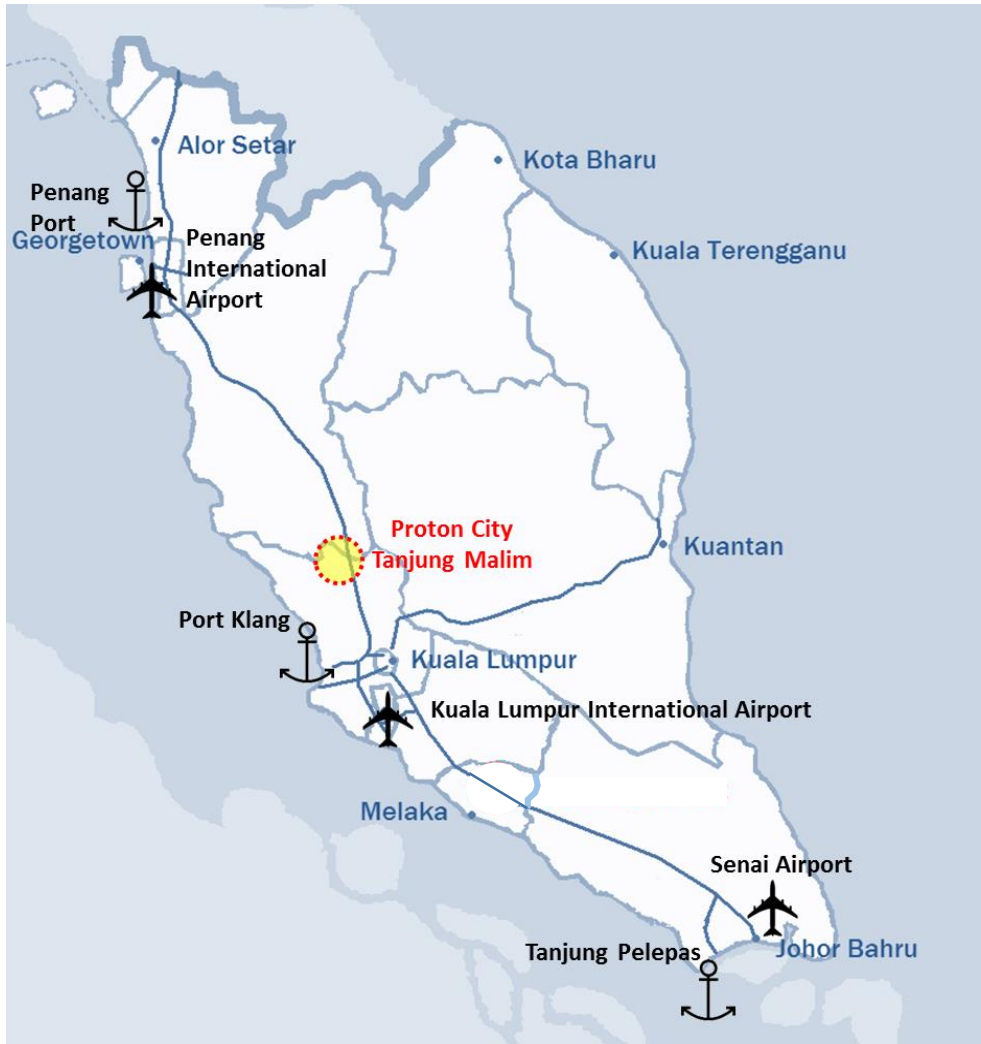 Alor Setar
Kota Bharu
Penang
Port
Georgetown
Penang
International
Airport
Kuala Terengganu
Proton City
Tanjung Malim
Kuantan
Port Klang
Kuala Lumpur
Kuala Lumpur International Airport
Melaka
Senai Airport
Tanjung Pelepas
Johor Bahru